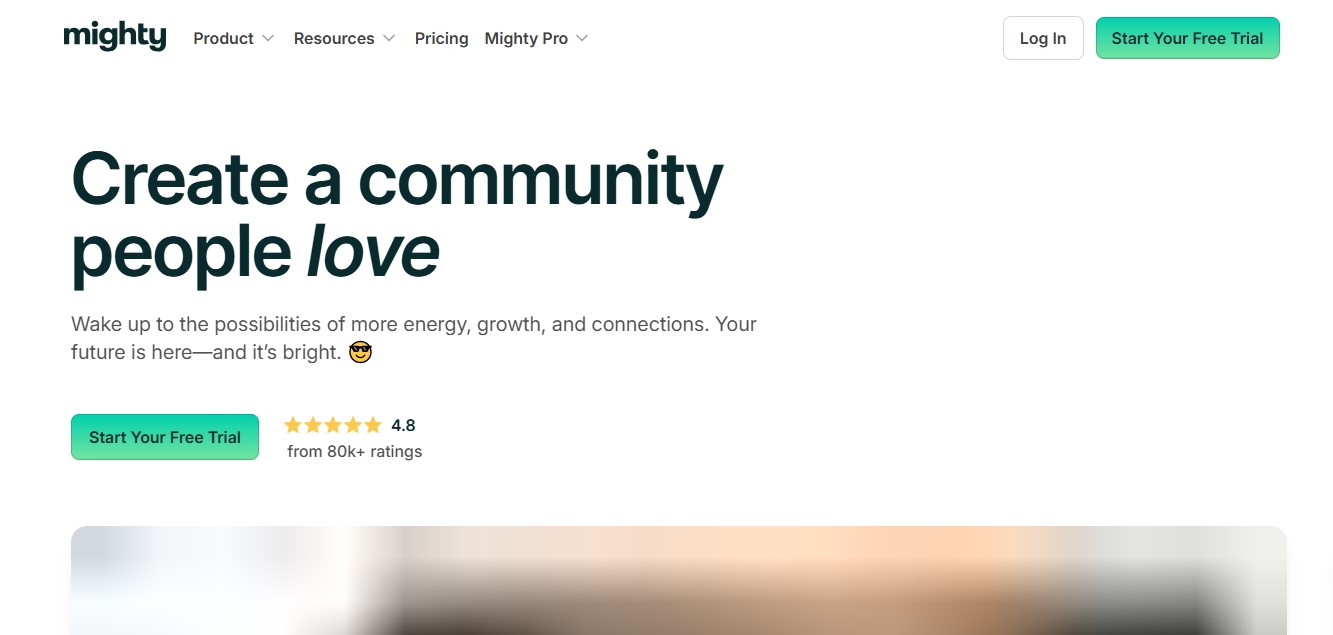 mighty Product Resources Pricing Mighty Pro Log In Start Your Free Trial
Create a community
people love
Wake up to the possibilities of more energy, growth, and connections. Your
future is here—and it’s bright. 😎
Start Your Free Trial 4.8
from 80k+ ratings